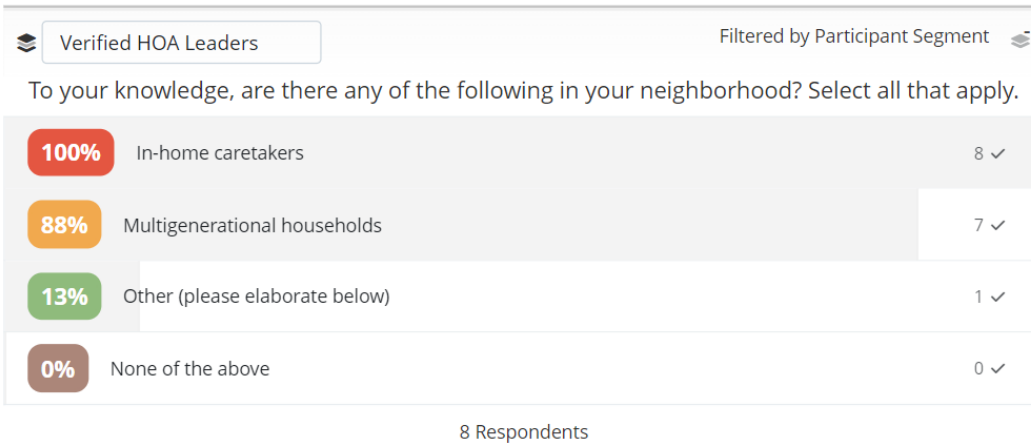 Verified HOA Leaders
Filtered by Participant Segment
To your knowledge, are there any of the following in your neighborhood? Select all that apply.
100% In-home caretakers 8 ✓
88% Multigenerational households 7 ✓
13% Other (please elaborate below) 1 ✓
0% None of the above 0 ✓
8 Respondents